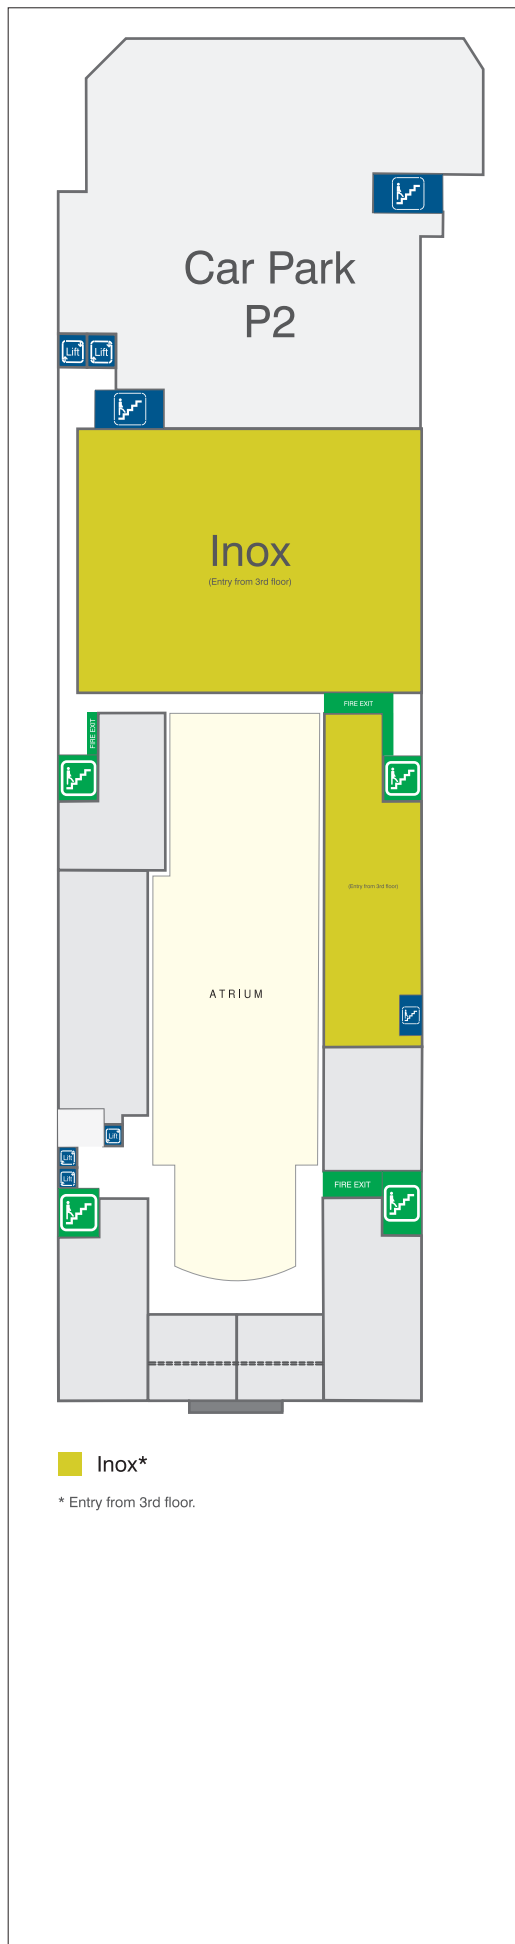 Car Park
P2
Lift
Lift
Inox
(Entry from 3rd floor)
FIRE EXIT
FIRE EXIT
(Entry from 3rd floor)
ATRIUM
Lift
Lift
Lift
FIRE EXIT
Inox*
* Entry from 3rd floor.